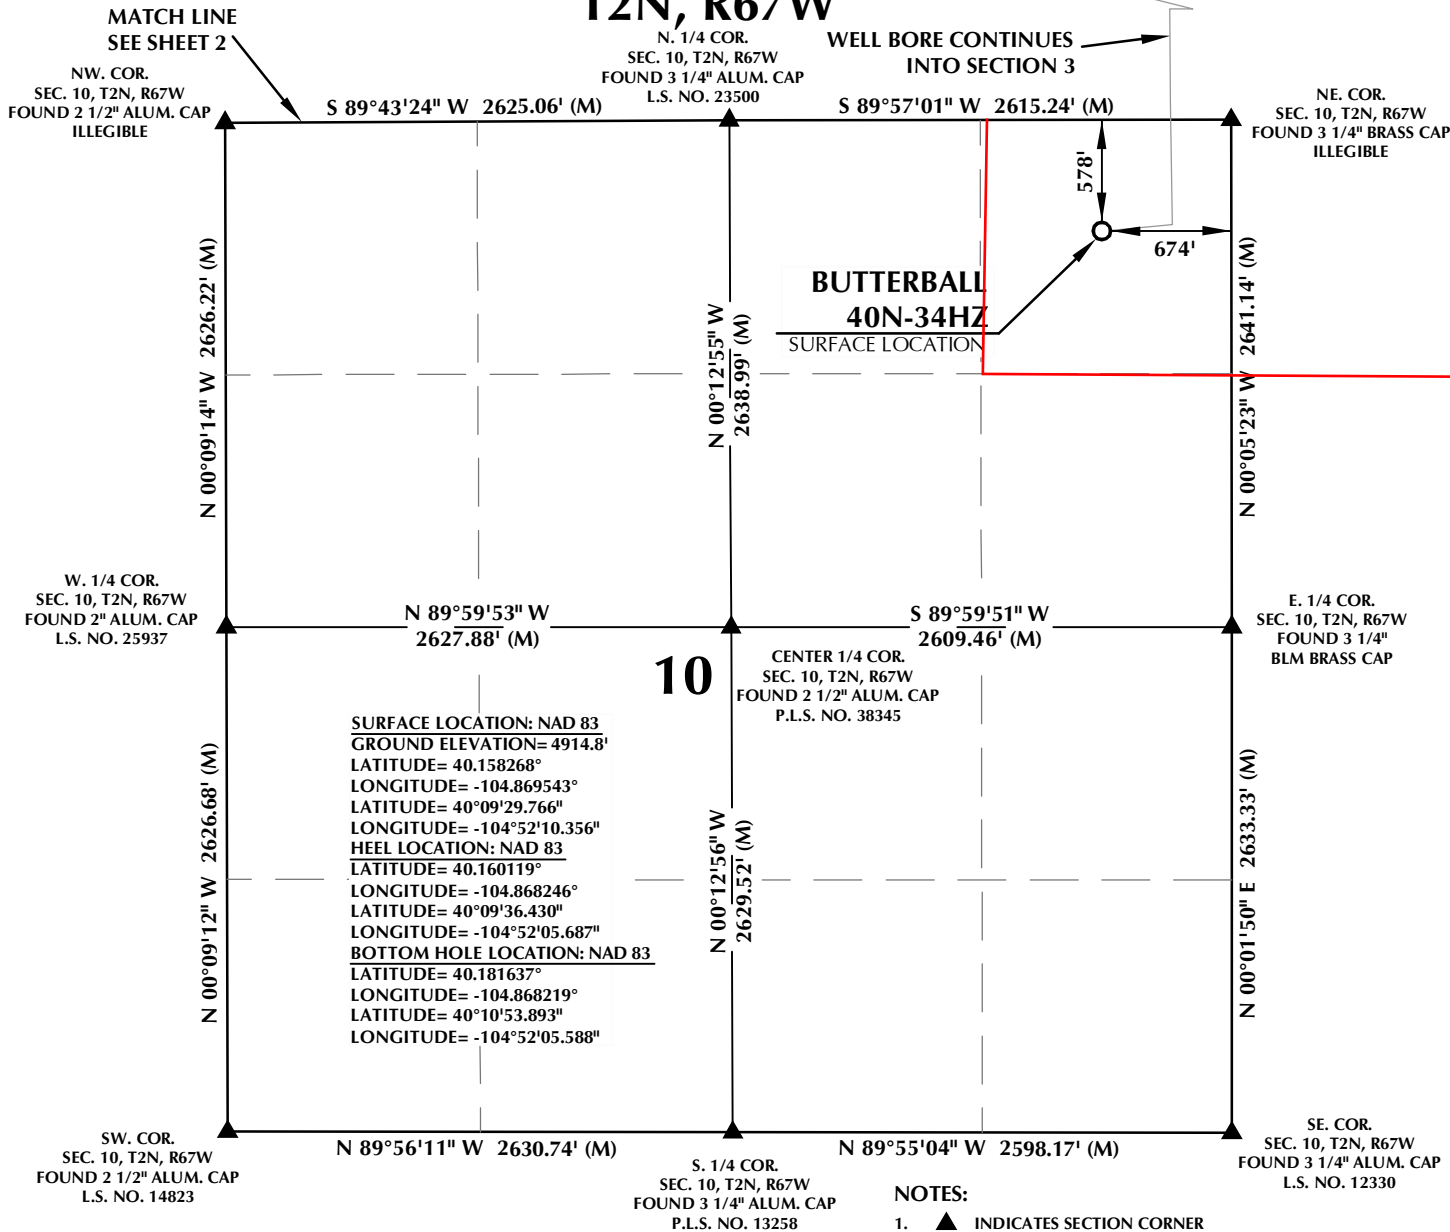 T2N, R67W
MATCH LINE
SEE SHEET 2
NW. COR.
SEC. 10, T2N, R67W
FOUND 2 1/2" ALUM. CAP
ILLEGIBLE
N. 1/4 COR.
SEC. 10, T2N, R67W
FOUND 3 1/4" ALUM. CAP
L.S. NO. 23500
WELL BORE CONTINUES
INTO SECTION 3
NE. COR.
SEC. 10, T2N, R67W
FOUND 3 1/4" BRASS CAP
ILLEGIBLE
S 89°43'24" W 2625.06' (M)
S 89°57'01" W 2615.24' (M)
578'
674'
BUTTERBALL
40N-34HZ
SURFACE LOCATION
N 00°09'14" W 2626.22' (M)
N 00°12'55" W
2638.99' (M)
N 00°05'23" W 2641.14' (M)
W. 1/4 COR.
SEC. 10, T2N, R67W
FOUND 2" ALUM. CAP
L.S. NO. 25937
N 89°59'53" W
2627.88' (M)
S 89°59'51" W
2609.46' (M)
E. 1/4 COR.
SEC. 10, T2N, R67W
FOUND 3 1/4"
BLM BRASS CAP
10
CENTER 1/4 COR.
SEC. 10, T2N, R67W
FOUND 2 1/2" ALUM. CAP
P.L.S. NO. 38345
SURFACE LOCATION: NAD 83
GROUND ELEVATION= 4914.8'
LATITUDE= 40.158268°
LONGITUDE= -104.869543°
LATITUDE= 40°09'29.766"
LONGITUDE= -104°52'10.356"
HEEL LOCATION: NAD 83
LATITUDE= 40.160119°
LONGITUDE= -104.868246°
LATITUDE= 40°09'36.430"
LONGITUDE= -104°52'05.687"
BOTTOM HOLE LOCATION: NAD 83
LATITUDE= 40.181637°
LONGITUDE= -104.868219°
LATITUDE= 40°10'53.893"
LONGITUDE= -104°52'05.588"
N 00°09'12" W 2626.68' (M)
N 00°12'56" W
2629.52' (M)
N 00°01'50" E 2633.33' (M)
SW. COR.
SEC. 10, T2N, R67W
FOUND 2 1/2" ALUM. CAP
L.S. NO. 14823
N 89°56'11" W 2630.74' (M)
N 89°55'04" W 2598.17' (M)
S. 1/4 COR.
SEC. 10, T2N, R67W
FOUND 3 1/4" ALUM. CAP
P.L.S. NO. 13258
SE. COR.
SEC. 10, T2N, R67W
FOUND 3 1/4" ALUM. CAP
L.S. NO. 12330
NOTES:
1. ▲ INDICATES SECTION CORNER